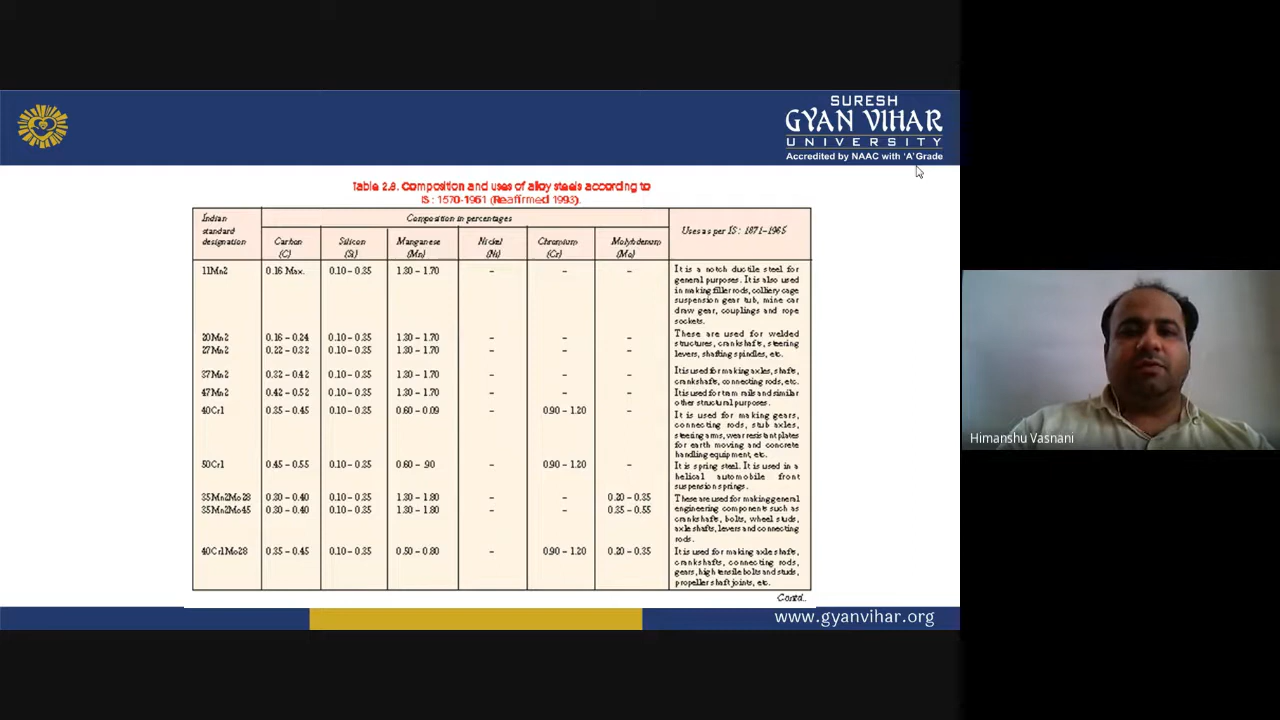 SURESH
GYAN VIHAR
UNIVERSITY
Accredited by NAAC with 'A' Grade
Table 2.8. Composition and uses of alloy steels according to
IS : 1570-1961 (Reaffirmed 1993).
Indian standard designation
Composition in percentages
Uses as per IS : 1871–1965
Carbon (C)
Silicon (Si)
Manganese (Mn)
Nickel (Ni)
Chromium (Cr)
Molybdenum (Mo)
11Mn2 0.16 Max. 0.10 – 0.35 1.30 – 1.70 – – –
It is a notch ductile steel for
general purposes. It is also used
in making filler rods, colliery cage
suspension gear tub, mine car
draw gear, couplings and rope
sockets.
20Mn2 0.16 – 0.24 0.10 – 0.35 1.30 – 1.70 – – –
27Mn2 0.22 – 0.32 0.10 – 0.35 1.30 – 1.70 – – –
These are used for welded
structures, crankshafts, steering
levers, shafting spindles, etc.
37Mn2 0.32 – 0.42 0.10 – 0.35 1.30 – 1.70 – – –
It is used for making axles, shafts,
crankshafts, connecting rods, etc.
47Mn2 0.42 – 0.52 0.10 – 0.35 1.30 – 1.70 – – –
It is used for tram rails and similar
other structural purposes.
40Cr1 0.35 – 0.45 0.10 – 0.35 0.60 – 0.09 – 0.90 – 1.20 –
It is used for making gears,
connecting rods, stub axles,
steering arms, wear resistant plates
for earth moving and concrete
handling equipment, etc.
50Cr1 0.45 – 0.55 0.10 – 0.35 0.60 – .90 – 0.90 – 1.20 –
It is spring steel. It is used in a
helical automobile front
suspension springs.
35Mn2Mo28 0.30 – 0.40 0.10 – 0.35 1.30 – 1.80 – – 0.20 – 0.35
35Mn2Mo45 0.30 – 0.40 0.10 – 0.35 1.30 – 1.80 – – 0.35 – 0.55
These are used for making general
engineering components such as
crankshafts, bolts, wheel studs,
axle shafts, levers and connecting
rods.
40Cr1Mo28 0.35 – 0.45 0.10 – 0.35 0.50 – 0.80 – 0.90 – 1.20 0.20 – 0.35
It is used for making axle shafts,
crankshafts, connecting rods,
gears, high tensile bolts and studs,
propeller shaft joints, etc.
Contd..
www.gyanvihar.org
Himanshu Vasnani